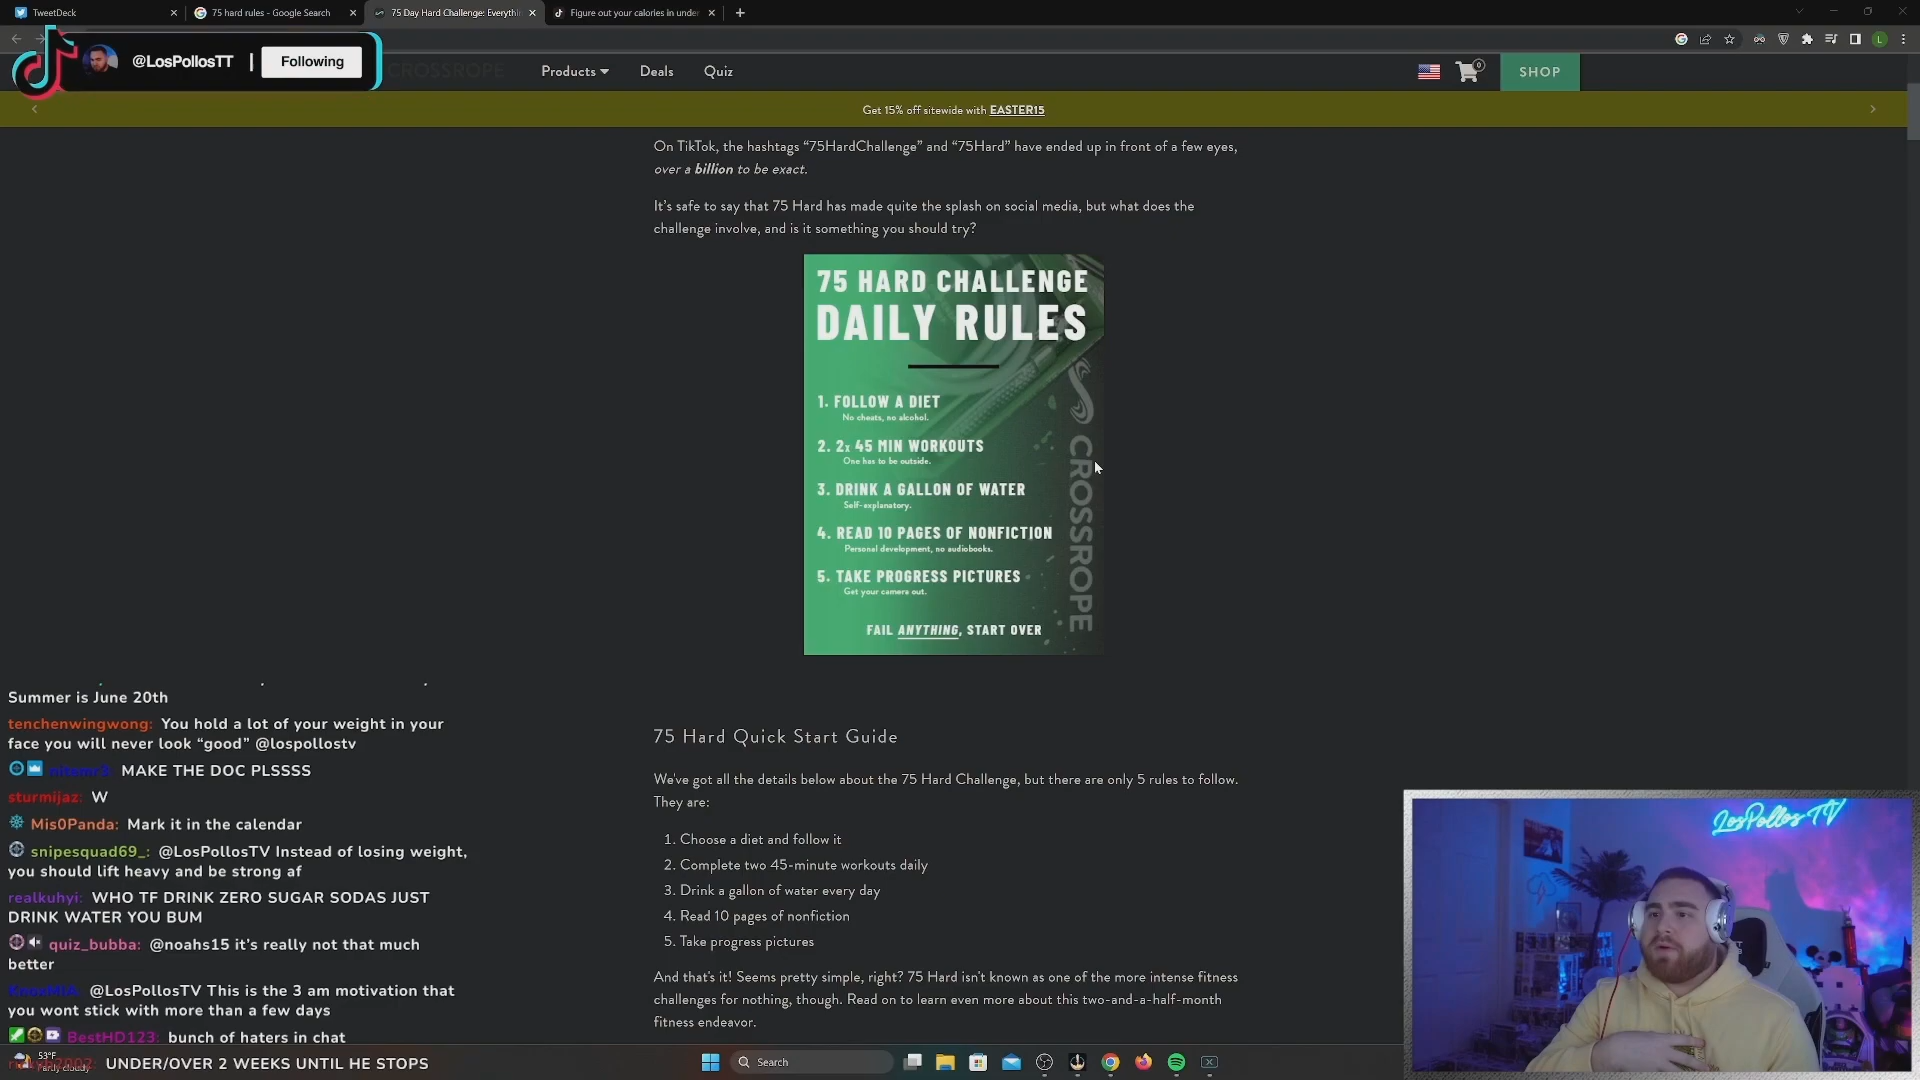 TweetDeck
75 hard rules - Google Search
75 Day Hard Challenge: Everythin
Figure out your calories in under
@LosPollosTT | Following
CROSSROPE
Products
Deals
Quiz
0
SHOP
Get 15% off sitewide with EASTER15
On TikTok, the hashtags “75HardChallenge” and “75Hard” have ended up in front of a few eyes,
over a billion to be exact.
It’s safe to say that 75 Hard has made quite the splash on social media, but what does the
challenge involve, and is it something you should try?
75 HARD CHALLENGE
DAILY RULES
1. FOLLOW A DIET
No cheats, no alcohol.
2. 2x 45 MIN WORKOUTS
One has to be outside.
3. DRINK A GALLON OF WATER
Self-explanatory.
4. READ 10 PAGES OF NONFICTION
Personal development, no audiobooks.
5. TAKE PROGRESS PICTURES
Get your camera out.
FAIL ANYTHING, START OVER
CROSSROPE
75 Hard Quick Start Guide
We've got all the details below about the 75 Hard Challenge, but there are only 5 rules to follow.
They are:
1. Choose a diet and follow it
2. Complete two 45-minute workouts daily
3. Drink a gallon of water every day
4. Read 10 pages of nonfiction
5. Take progress pictures
And that's it! Seems pretty simple, right? 75 Hard isn't known as one of the more intense fitness
challenges for nothing, though. Read on to learn even more about this two-and-a-half-month
fitness endeavor.
Summer is June 20th
tenchenwingwong: You hold a lot of your weight in your
face you will never look “good” @lospollostv
MAKE THE DOC PLSSSS
sturmijaz: W
Mis0Panda: Mark it in the calendar
snipesquad69_: @LosPollosTV Instead of losing weight,
you should lift heavy and be strong af
realkuhyi: WHO TF DRINK ZERO SUGAR SODAS JUST
DRINK WATER YOU BUM
quiz_bubba: @noahs15 it’s really not that much
better
@LosPollosTV This is the 3 am motivation that
you wont stick with more than a few days
BestHD123: bunch of haters in chat
UNDER/OVER 2 WEEKS UNTIL HE STOPS
53°F
Partly cloudy
Search
LosPollos TV